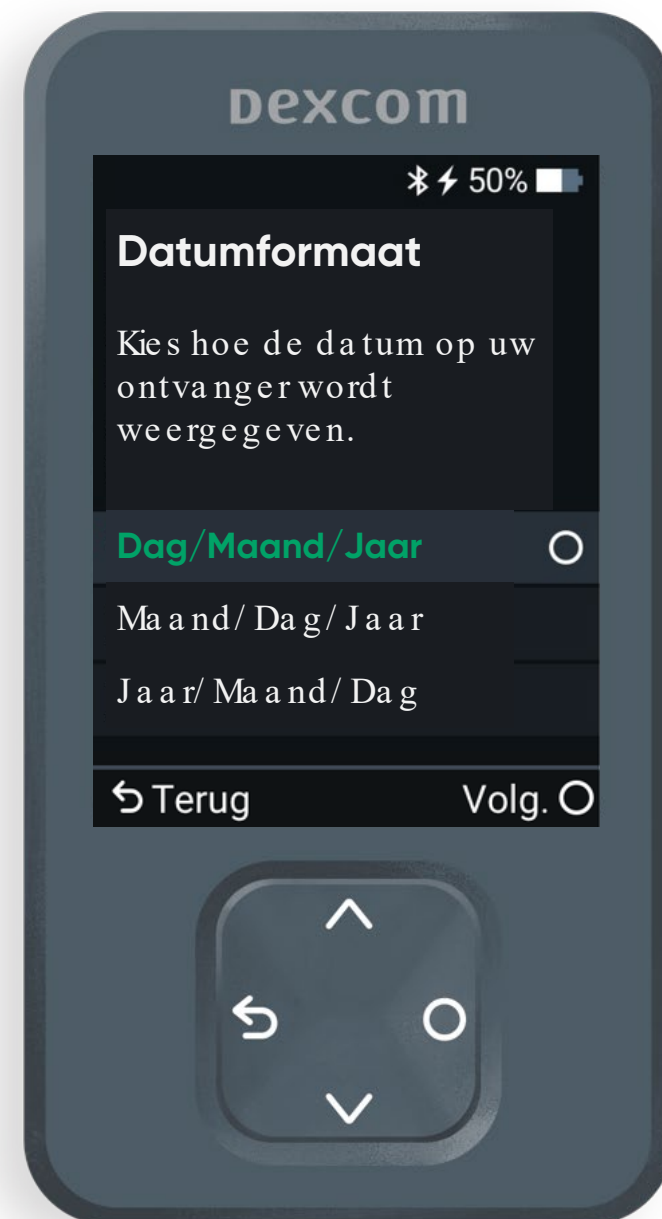 Dexcom
50%
Datumformaat
Kies hoe de datum op uw
ontvanger wordt
weergegeven.
Dag/Maand/Jaar
Maand/Dag/Jaar
Jaar/Maand/Dag
Terug Volg.